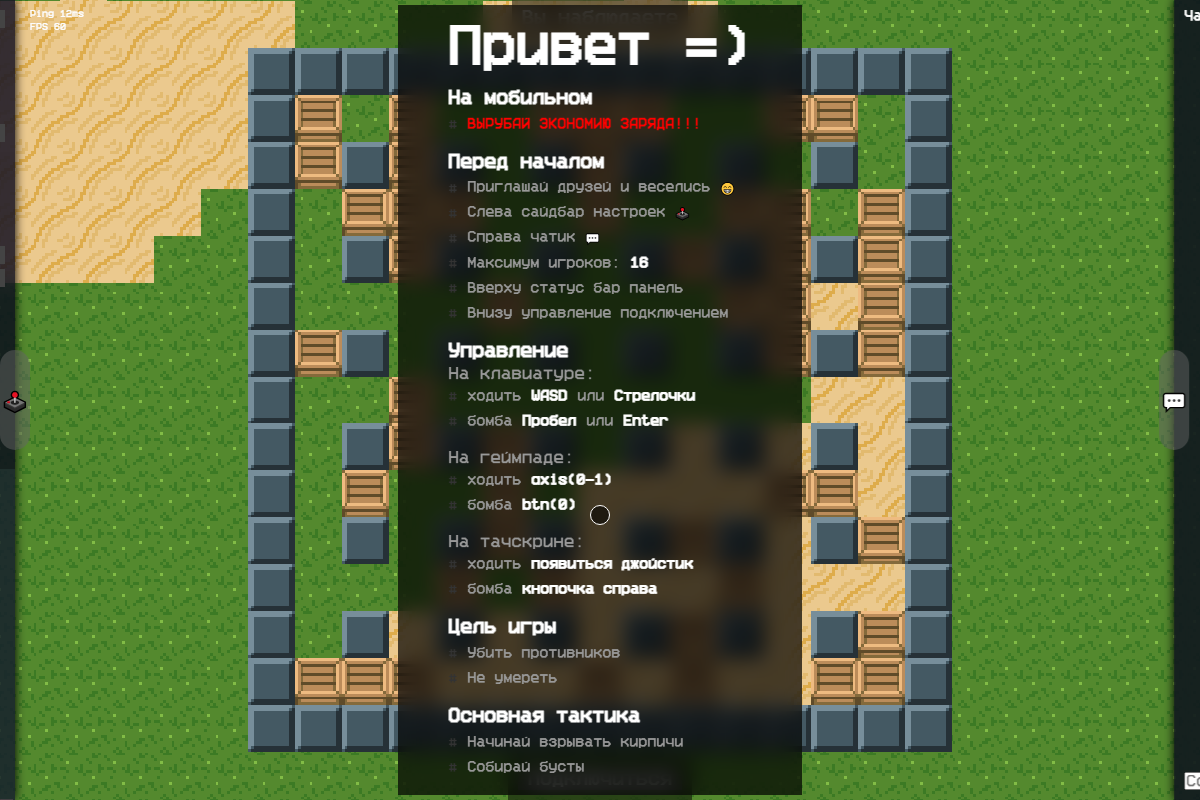 Ping 12ms
FPS 60
Привет =)
На мобильном
# ВЫРУБАЙ ЭКОНОМИЮ ЗАРЯДА!!!
Перед началом
# Приглашай друзей и веселись 😁
# Слева сайдбар настроек 🕹
# Справа чатик 💬
# Максимум игроков: 16
# Вверху статус бар панель
# Внизу управление подключением
Управление
На клавиатуре:
# ходить WASD или Стрелочки
# бомба Пробел или Enter
На геймпаде:
# ходить axis(0-1)
# бомба btn(0)
На тачскрине:
# ходить появиться джойстик
# бомба кнопочка справа
Цель игры
# Убить противников
# Не умереть
Основная тактика
# Начинай взрывать кирпичи
# Собирай бусты